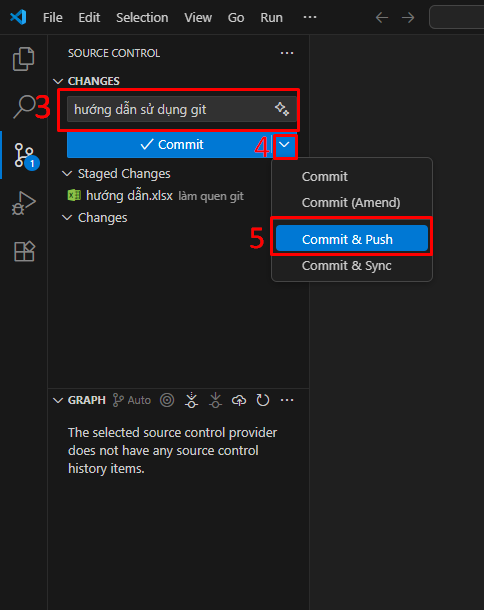 File Edit Selection View Go Run ...
SOURCE CONTROL ...
CHANGES
3
hướng dẫn sử dụng git
Commit
4
Staged Changes
hướng dẫn.xlsx làm quen git
Changes
1
Commit
Commit (Amend)
5
Commit & Push
Commit & Sync
GRAPH Auto ...
The selected source control provider
does not have any source control
history items.